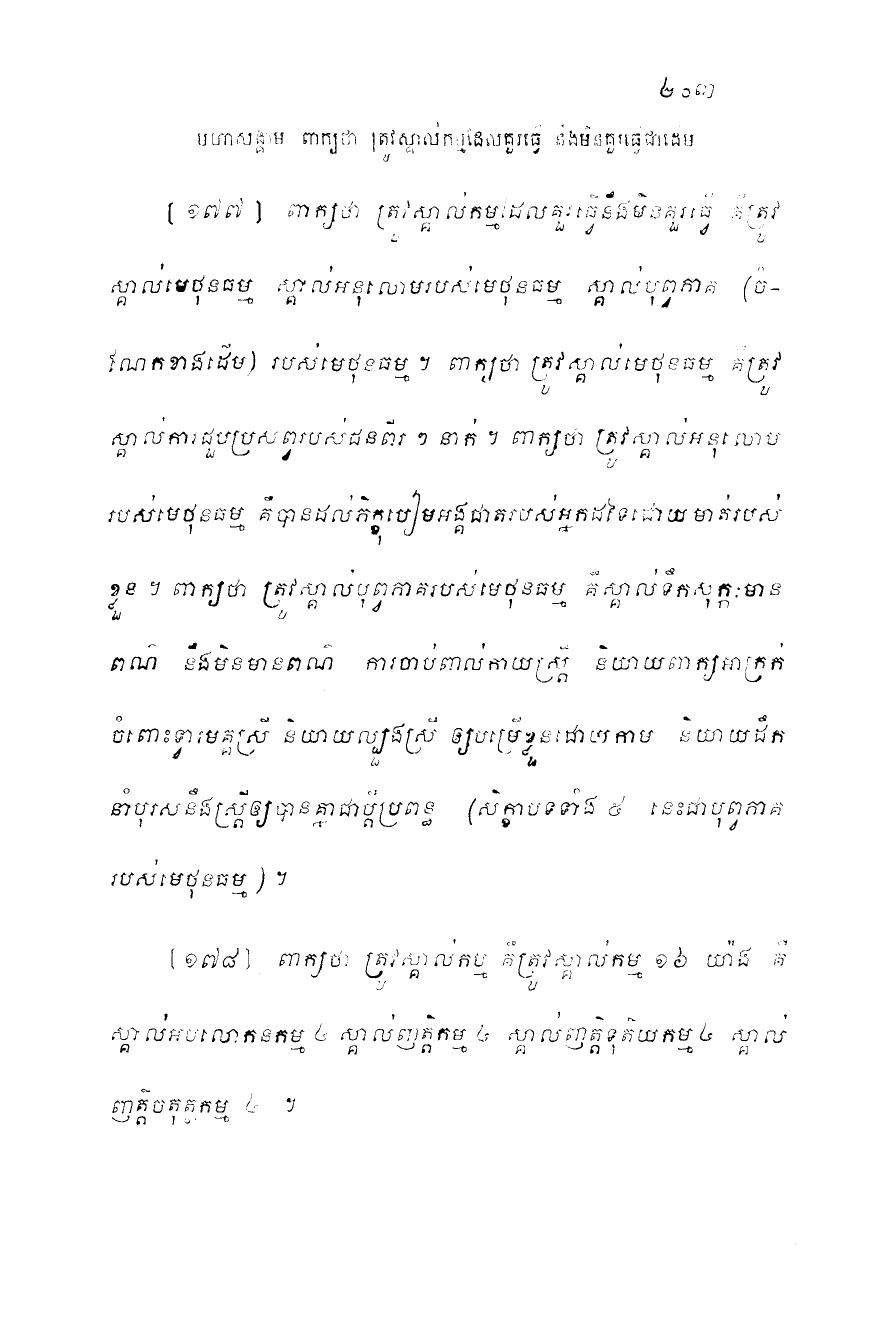 ២០៣
មហាសង្គាម ពាក្យថា ត្រូវស្គាល់កម្មដែលគួរធ្វើ និងមិនគួរធ្វើជាដើម
[១៧៧] ពាក្យថា ត្រូវស្គាល់កម្មដែលគួរធ្វើនឹងមិនគួរធ្វើ គឺត្រូវ
ស្គាល់មេថុនធម្ម ស្គាល់អនុលោមរបស់មេថុនធម្ម ស្គាល់បុព្វភាគ (ចំ-
ណែកខាងដើម) របស់មេថុនធម្ម ។ ពាក្យថា ត្រូវស្គាល់មេថុនធម្ម គឺត្រូវ
ស្គាល់ការជួបប្រសព្វរបស់ជនពីរ ៗ នាក់ ។ ពាក្យថា ត្រូវស្គាល់អនុលោម
របស់មេថុនធម្ម គឺបានដល់ភិក្ខុបៀមអង្គជាតរបស់អ្នកដទៃដោយមាត់របស់
ខ្លួន ។ ពាក្យថា ត្រូវស្គាល់បុព្វភាគរបស់មេថុនធម្ម គឺស្គាល់ទឹកសុក្កៈមាន
ពណ៌ នឹងមិនមានពណ៌ ការចាប់ពាល់កាយស្ត្រី និយាយពាក្យអាក្រក់
ចំពោះទ្វារមគ្គស្រី និយាយល្បួងស្រី ឲ្យបម្រើខ្លួនដោយកាម និយាយដឹក
នាំបុរសនឹងស្ត្រីឲ្យបានគ្នាជាប្តីប្រពន្ធ (សិក្ខាបទទាំង ៥ នេះជាបុព្វភាគ
របស់មេថុនធម្ម) ។
[១៧៨] ពាក្យថា ត្រូវស្គាល់កម្ម គឺត្រូវស្គាល់កម្ម ១៦ យ៉ាង គឺ
ស្គាល់អបលោកនកម្ម ៤ ស្គាល់ញត្តិកម្ម ៤ ស្គាល់ញត្តិទុតិយកម្ម ៤ ស្គាល់
ញត្តិចតុត្ថកម្ម ៤ ។